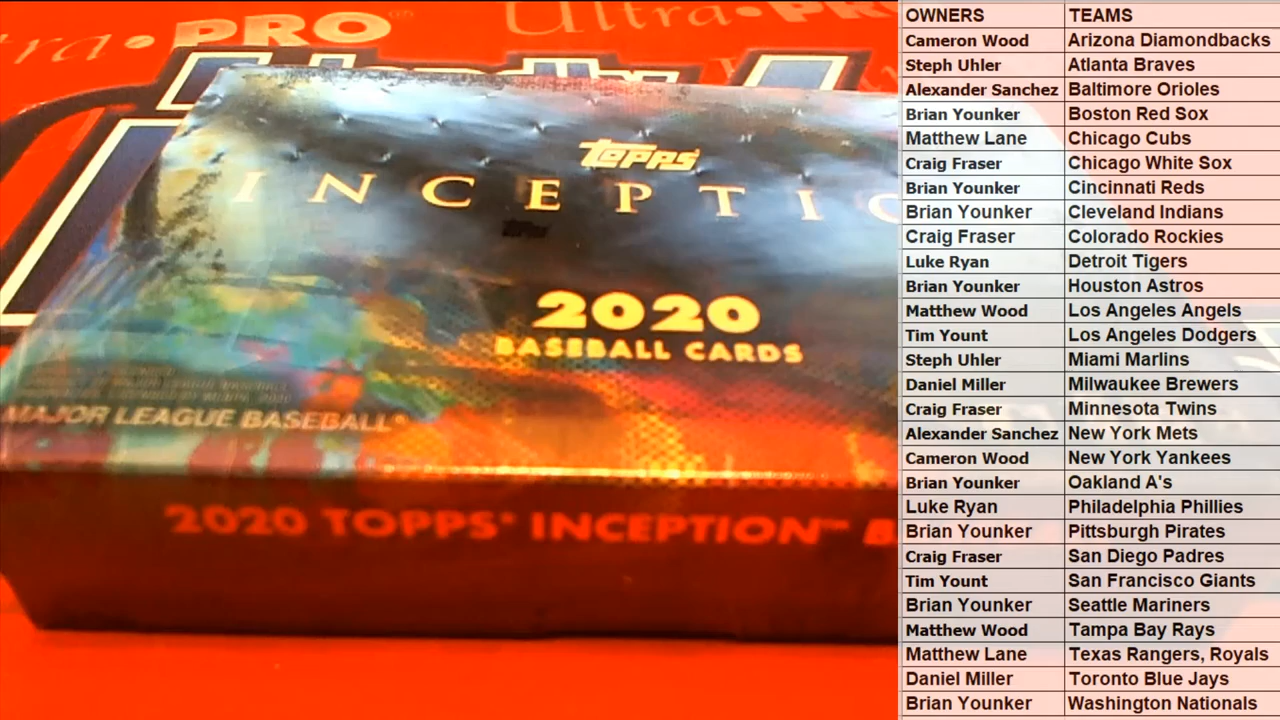 tra • PRO
Ultra • PR
Topps
INCEPTIO
2020
BASEBALL CARDS
MAJOR LEAGUE BASEBALL®
2020 TOPPS® INCEPTION™ B
OWNERS TEAMS
Cameron Wood Arizona Diamondbacks
Steph Uhler Atlanta Braves
Alexander Sanchez Baltimore Orioles
Brian Younker Boston Red Sox
Matthew Lane Chicago Cubs
Craig Fraser Chicago White Sox
Brian Younker Cincinnati Reds
Brian Younker Cleveland Indians
Craig Fraser Colorado Rockies
Luke Ryan Detroit Tigers
Brian Younker Houston Astros
Matthew Wood Los Angeles Angels
Tim Yount Los Angeles Dodgers
Steph Uhler Miami Marlins
Daniel Miller Milwaukee Brewers
Craig Fraser Minnesota Twins
Alexander Sanchez New York Mets
Cameron Wood New York Yankees
Brian Younker Oakland A's
Luke Ryan Philadelphia Phillies
Brian Younker Pittsburgh Pirates
Craig Fraser San Diego Padres
Tim Yount San Francisco Giants
Brian Younker Seattle Mariners
Matthew Wood Tampa Bay Rays
Matthew Lane Texas Rangers, Royals
Daniel Miller Toronto Blue Jays
Brian Younker Washington Nationals